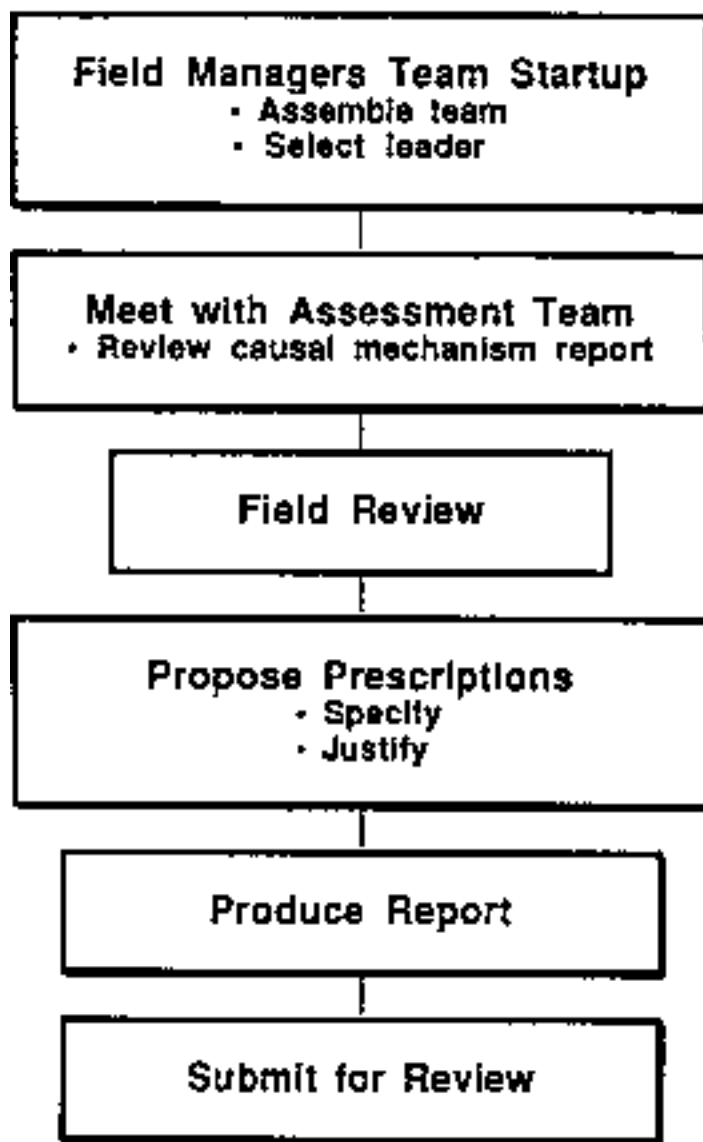 Field Managers Team Startup
· Assemble team
· Select leader
Meet with Assessment Team
· Review causal mechanism report
Field Review
Propose Prescriptions
· Specify
· Justify
Produce Report
Submit for Review